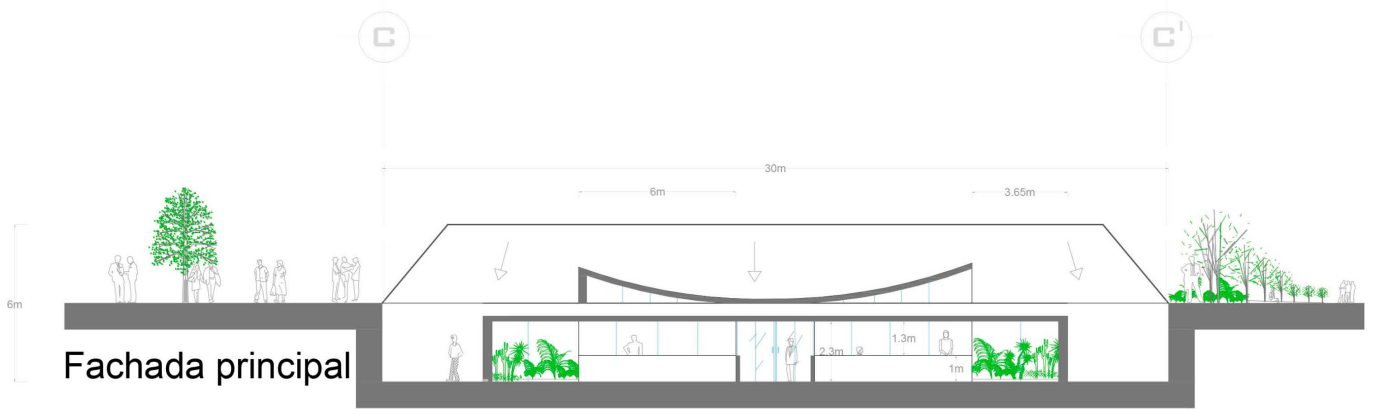 C C'
30m
6m 3.65m
6m
1.3m
2.3m
1m
Fachada principal